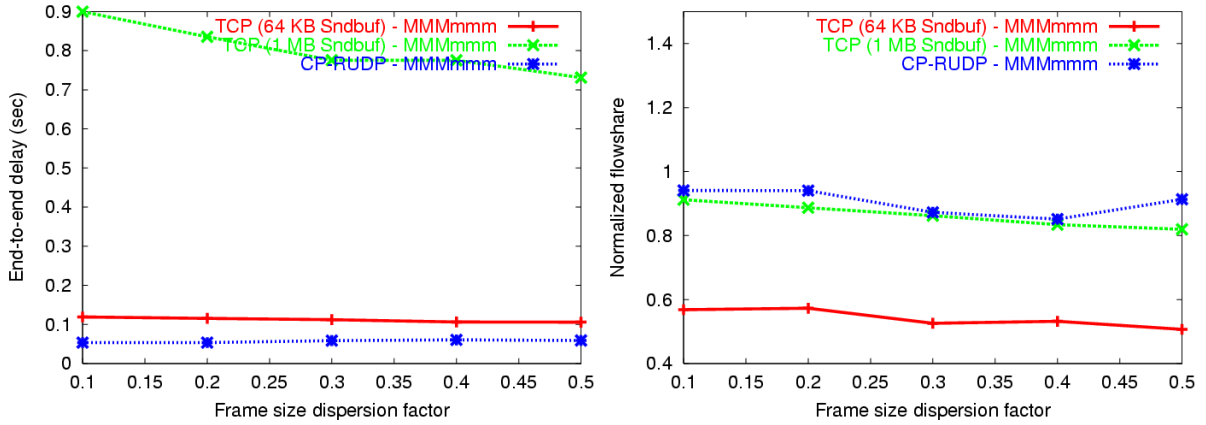 TCP (64 KB Sndbuf) - MMMmmm
TCP (1 MB Sndbuf) - MMMmmm
CP-RUDP - MMMmmm
End-to-end delay (sec)
0.9
0.8
0.7
0.6
0.5
0.4
0.3
0.2
0.1
0
0.1 0.15 0.2 0.25 0.3 0.35 0.4 0.45 0.5
Frame size dispersion factor
TCP (64 KB Sndbuf) - MMMmmm
TCP (1 MB Sndbuf) - MMMmmm
CP-RUDP - MMMmmm
Normalized flowshare
1.4
1.2
1
0.8
0.6
0.4
0.1 0.15 0.2 0.25 0.3 0.35 0.4 0.45 0.5
Frame size dispersion factor